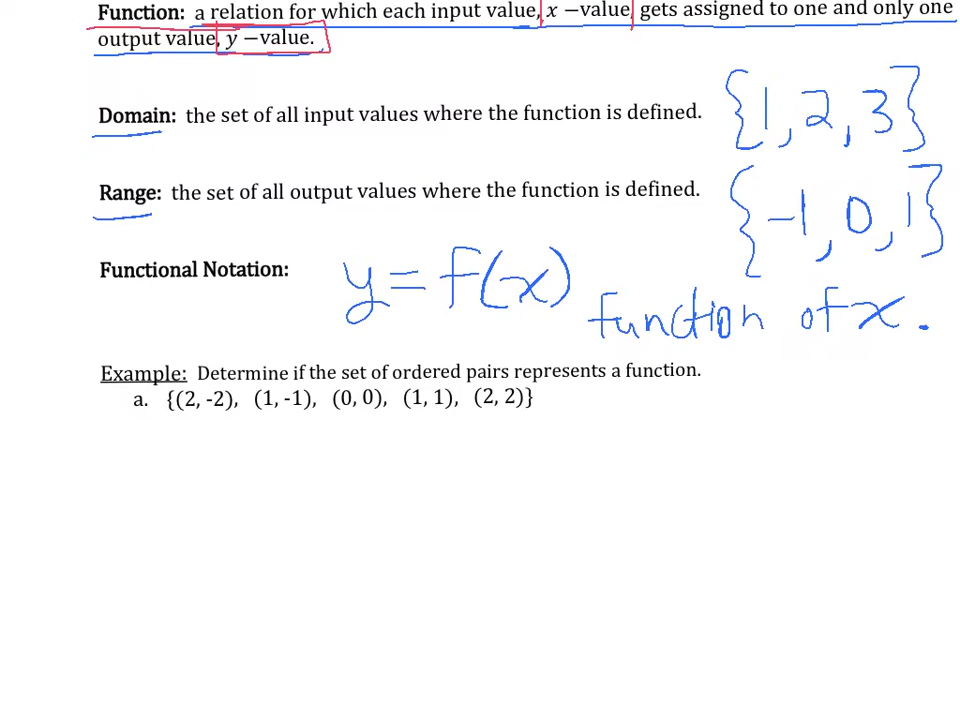 Function: a relation for which each input value, x −value, gets assigned to one and only one
output value, y −value.
Domain: the set of all input values where the function is defined. {1, 2, 3}
Range: the set of all output values where the function is defined. {-1, 0, 1}
Functional Notation: y = f(x)
function of x.
Example: Determine if the set of ordered pairs represents a function.
a. {(2, -2), (1, -1), (0, 0), (1, 1), (2, 2)}